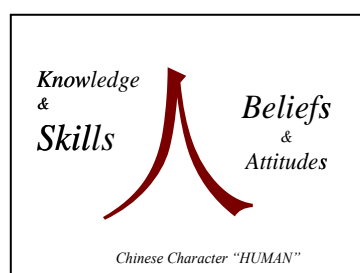 Knowledge
&
Skills
人
Beliefs
&
Attitudes
Chinese Character “HUMAN”